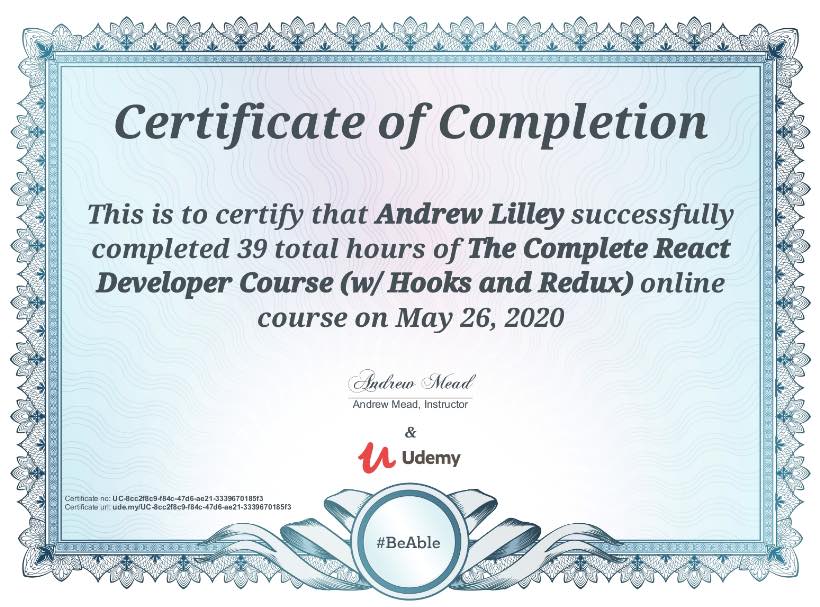 Certificate of Completion
This is to certify that Andrew Lilley successfully
completed 39 total hours of The Complete React
Developer Course (w/ Hooks and Redux) online
course on May 26, 2020
Andrew Mead
Andrew Mead, Instructor
&
Udemy
Certificate no: UC-8cc2f8c9-f84c-47d6-ae21-3339670185f3
Certificate url: ude.my/UC-8cc2f8c9-f84c-47d6-ae21-3339670185f3
#BeAble